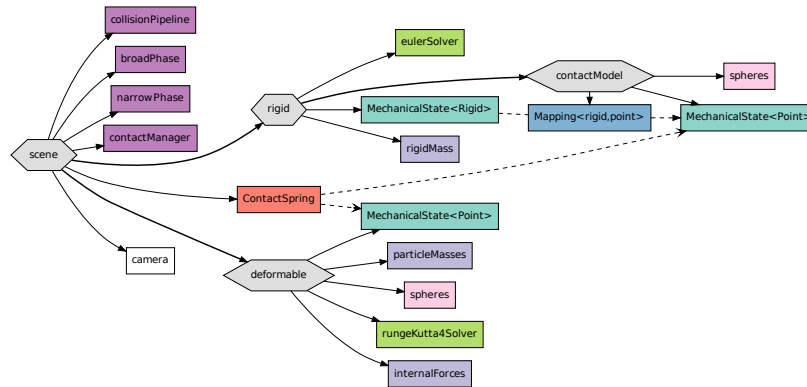 collisionPipeline
broadPhase
narrowPhase
contactManager
scene
camera
rigid
eulerSolver
MechanicalState<Rigid>
rigidMass
contactModel
spheres
Mapping<rigid,point>
MechanicalState<Point>
ContactSpring
MechanicalState<Point>
deformable
particleMasses
spheres
rungeKutta4Solver
internalForces